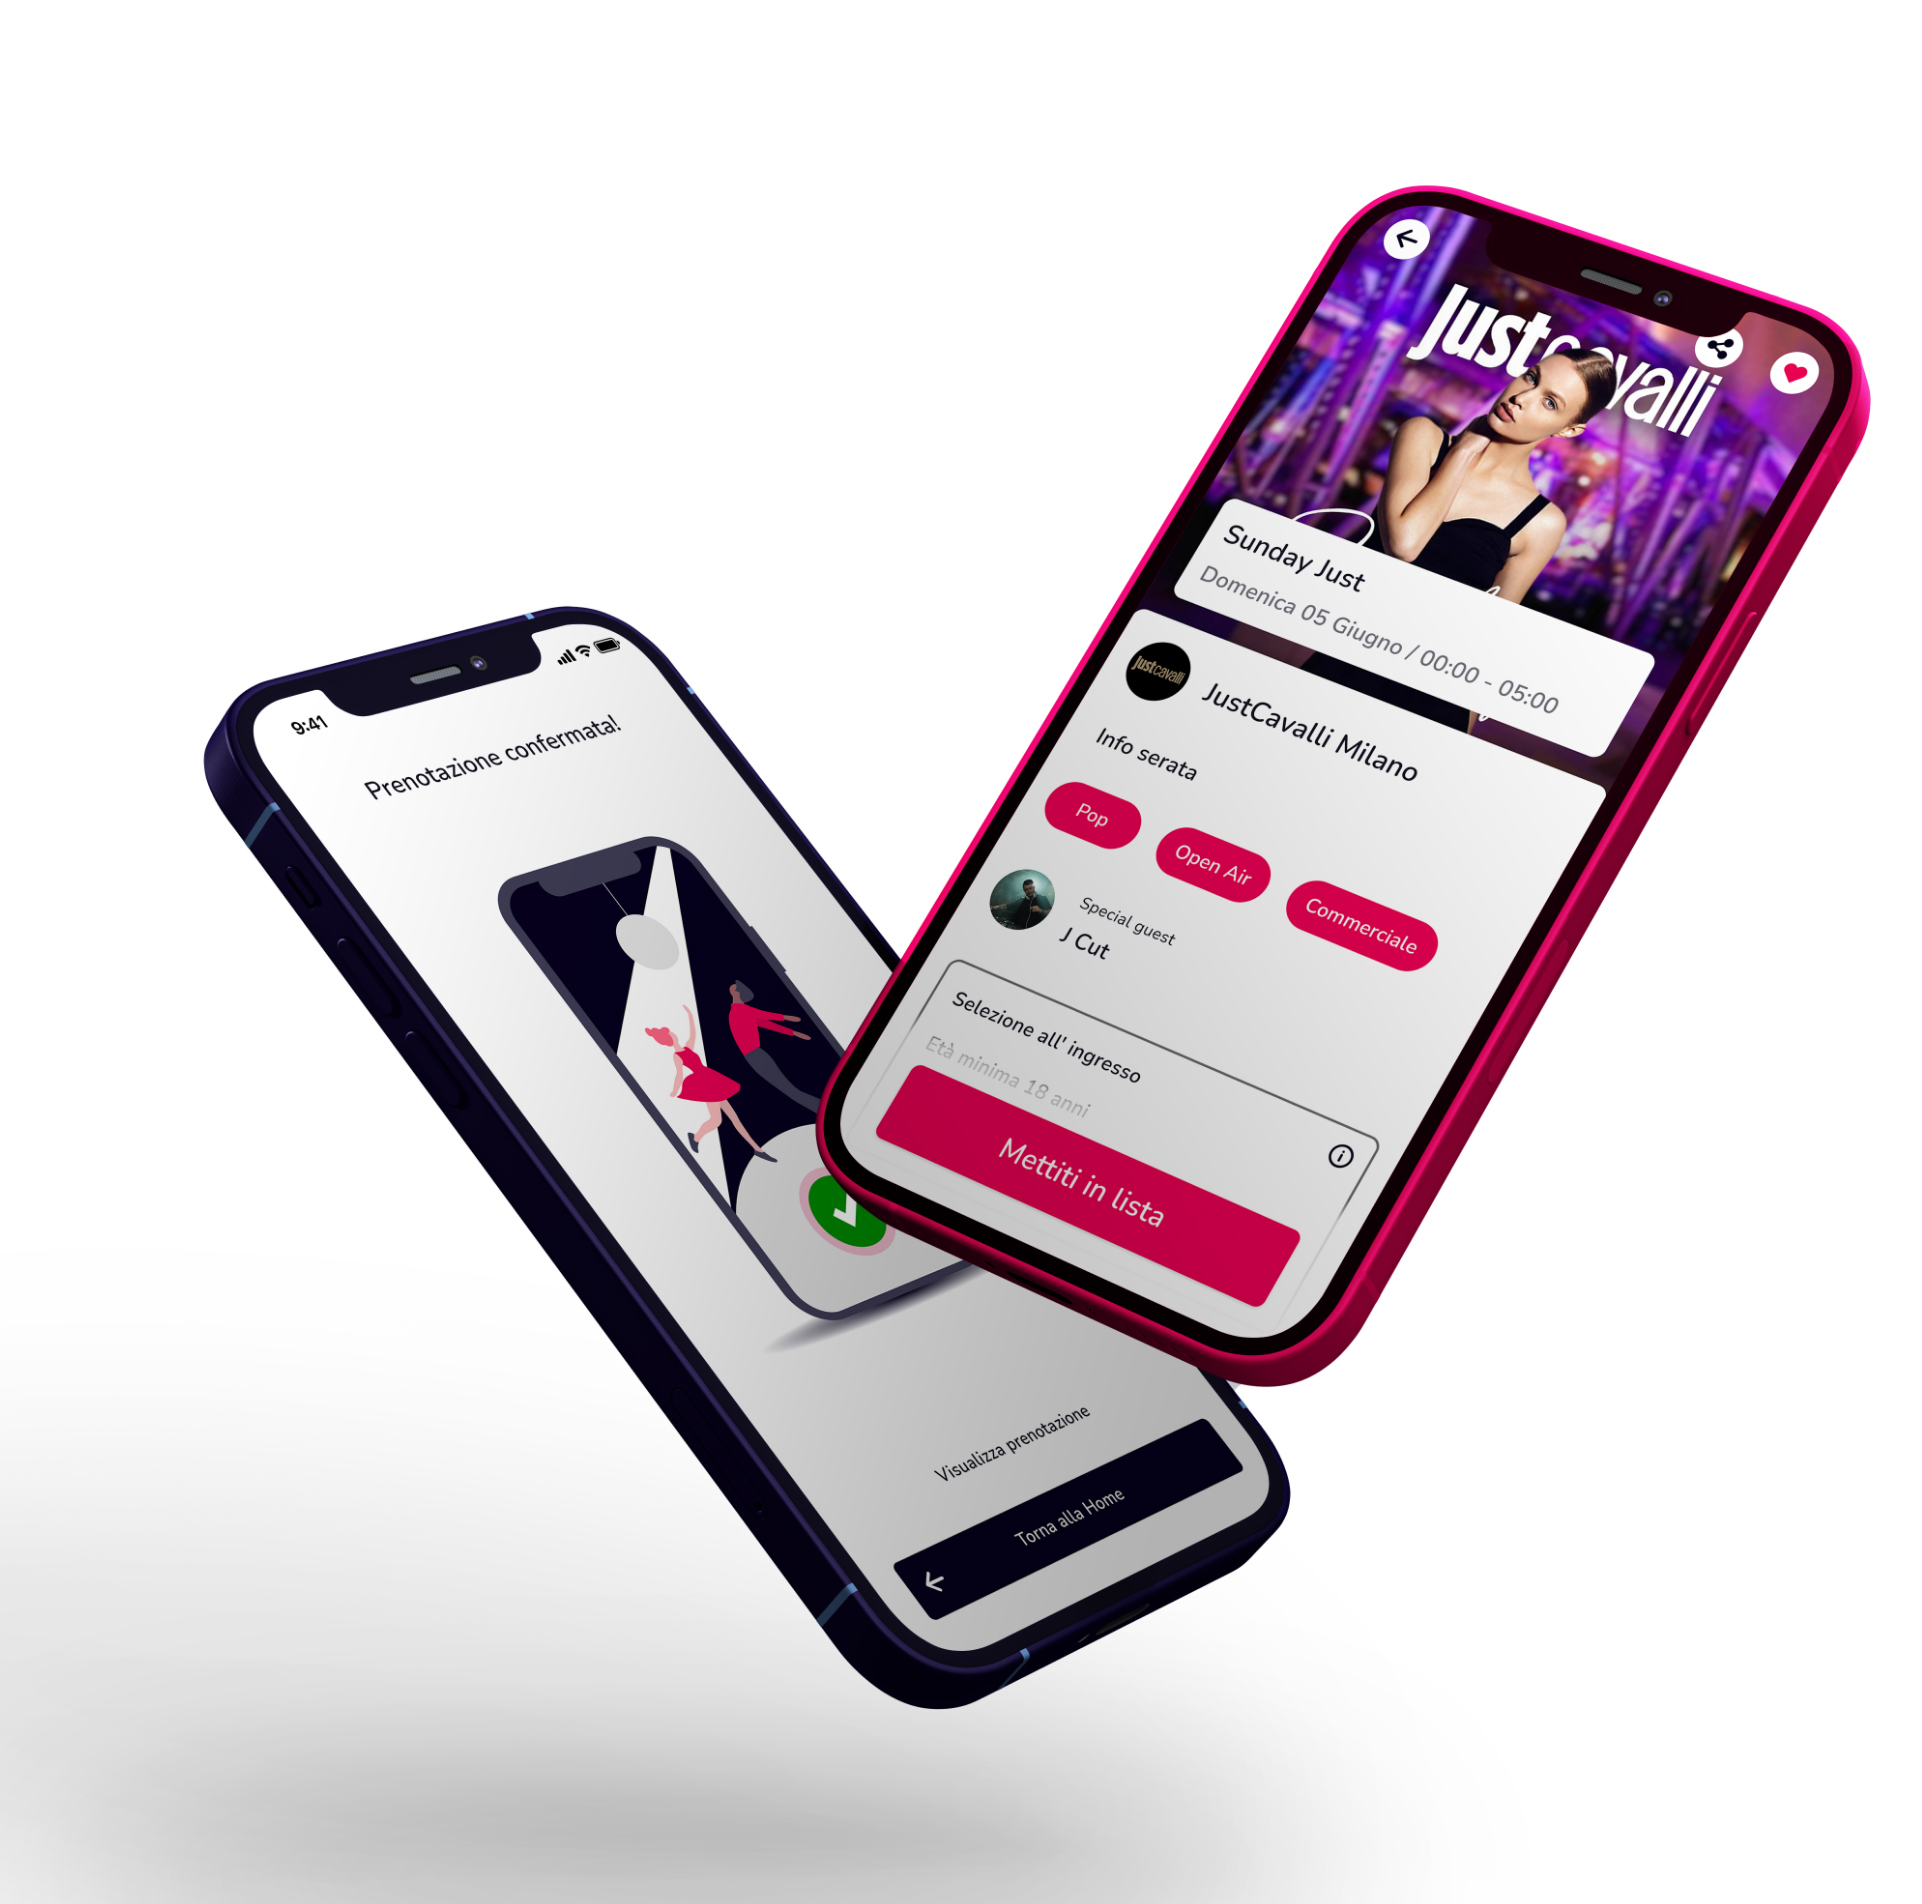 9:41
Prenotazione confermata!
Visualizza prenotazione
Torna alla Home
justcavalli
Sunday Just
Domenica 05 Giugno / 00:00 - 05:00
justcavalli
JustCavalli Milano
Info serata
Pop
Open Air
Commerciale
Special guest
J Cut
Selezione all' ingresso
Età minima 18 anni
Mettiti in lista